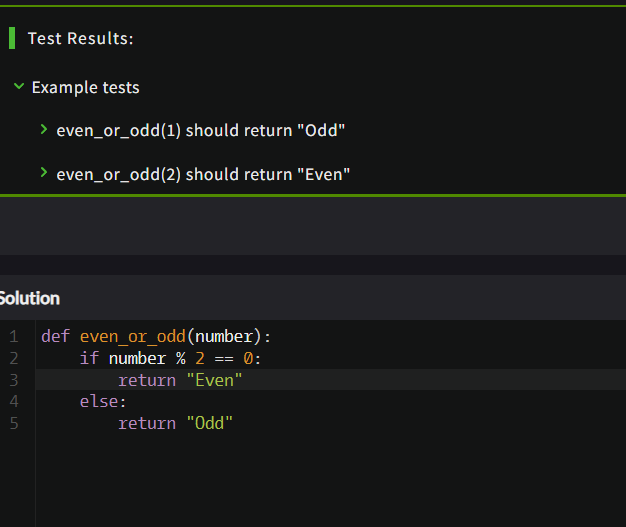 Test Results:
Example tests
even_or_odd(1) should return "Odd"
even_or_odd(2) should return "Even"
Solution
1 def even_or_odd(number):
2     if number % 2 == 0:
3         return "Even"
4     else:
5         return "Odd"